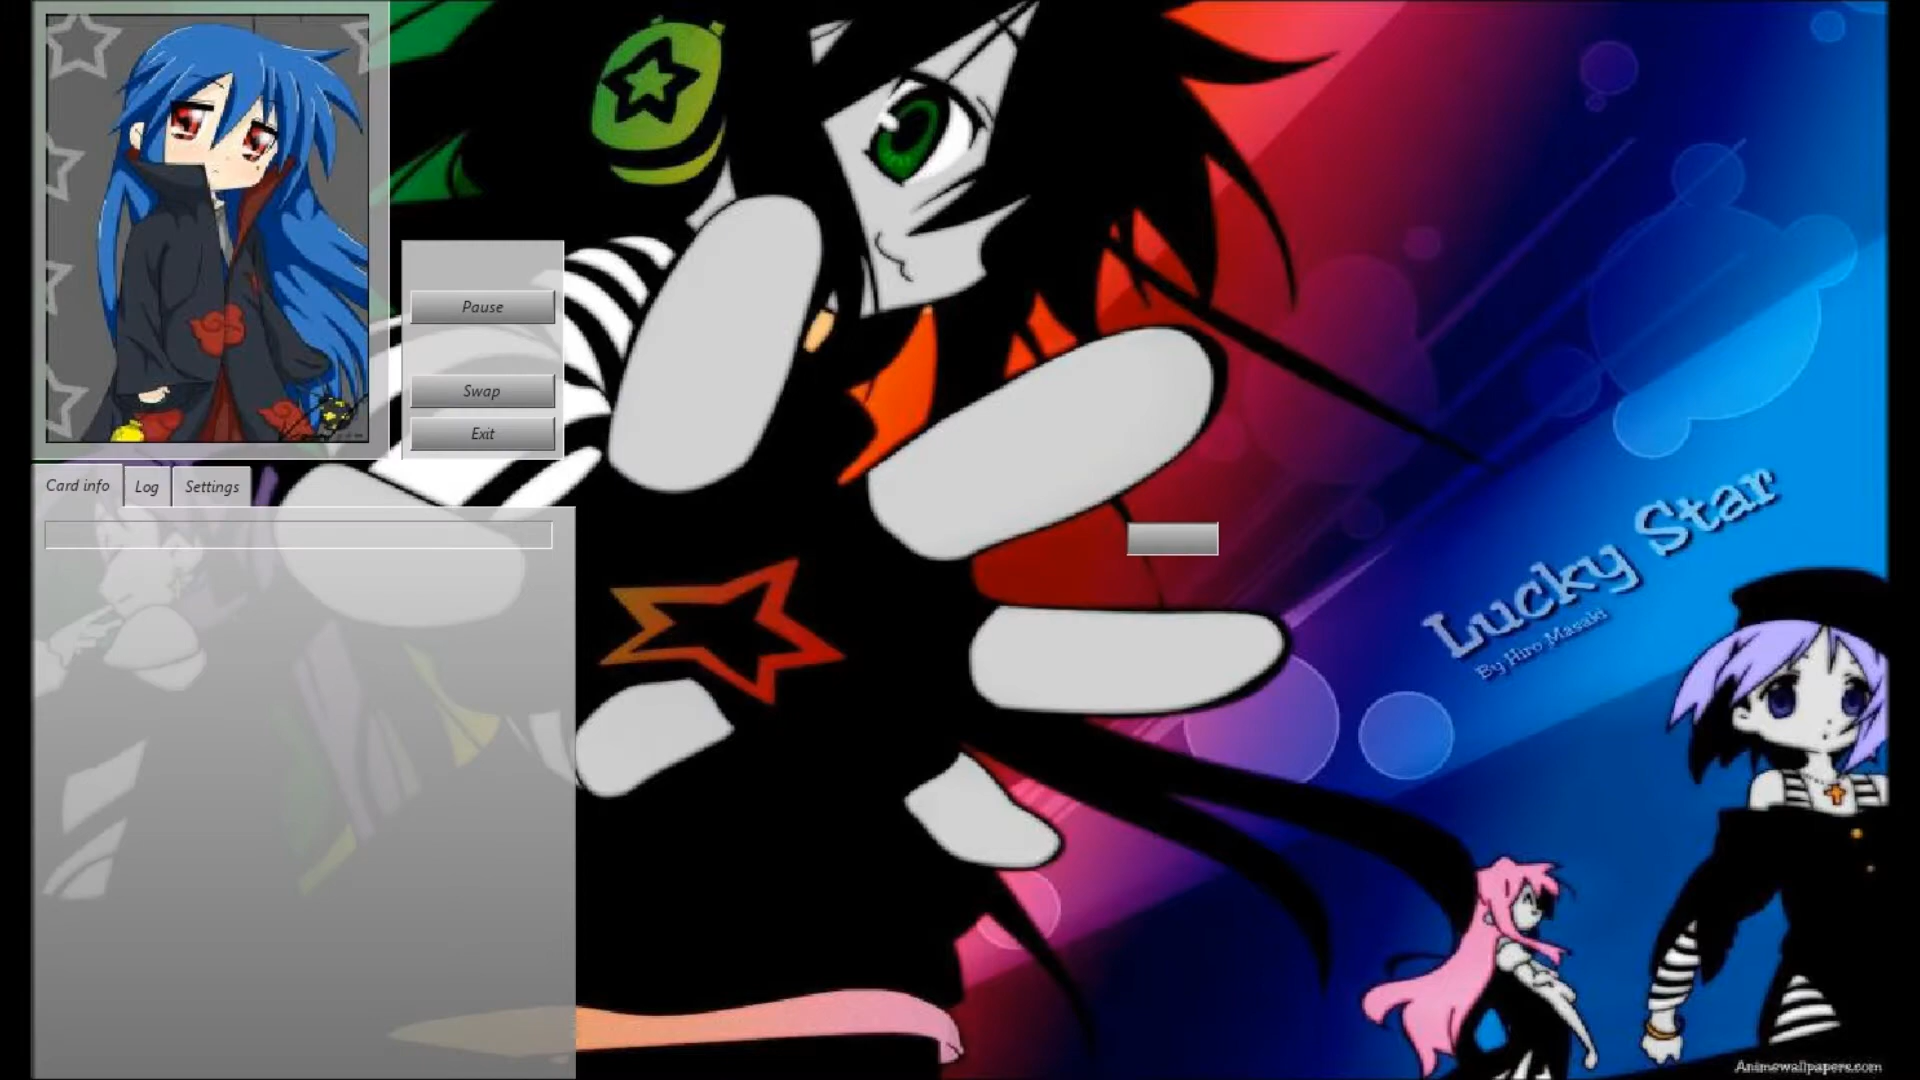 Pause
Swap
Exit
Card info
Log
Settings
Lucky Star
By Hiro Masaki
Animewallpapers.com